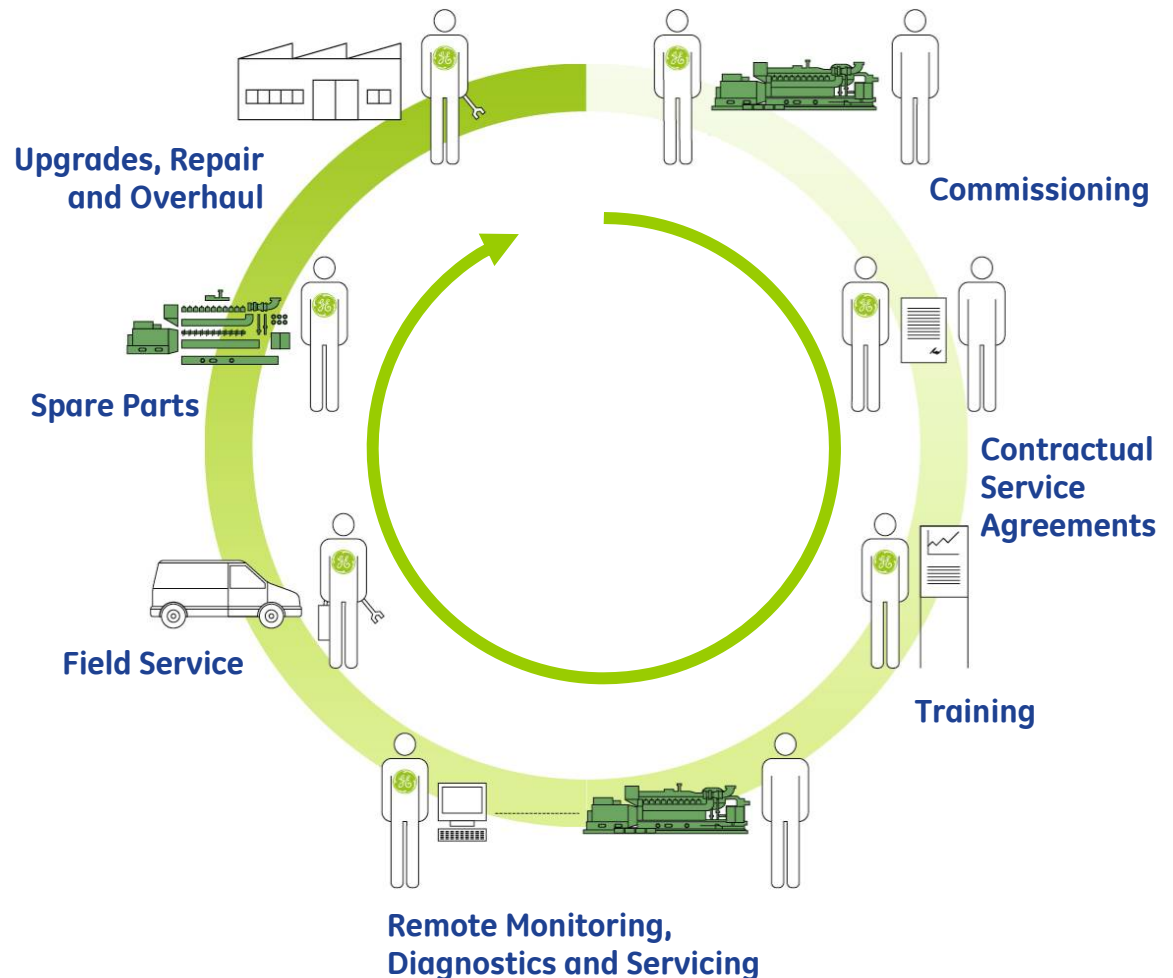 Upgrades, Repair
and Overhaul
Commissioning
Spare Parts
Contractual
Service
Agreements
Field Service
Training
Remote Monitoring,
Diagnostics and Servicing